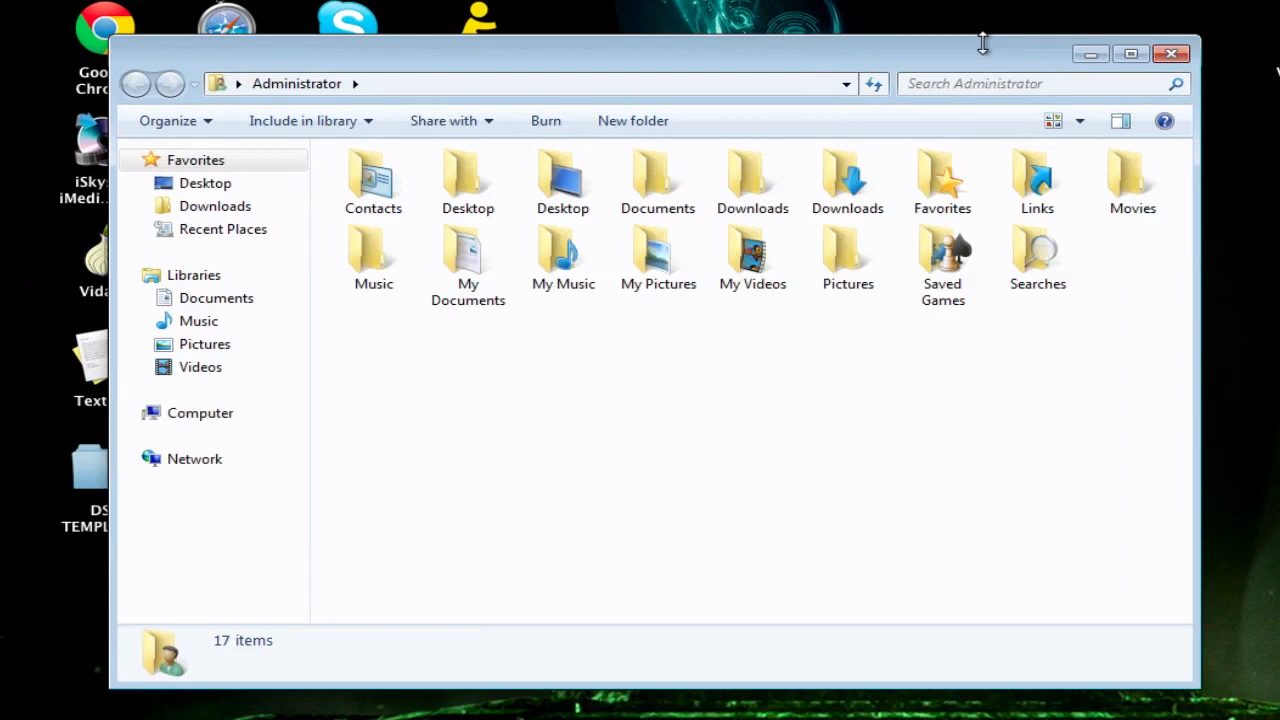 Goo
Chro
iSky
iMedi...
Vida
Text
DS
TEMPL
Administrator
Search Administrator
Organize
Include in library
Share with
Burn
New folder
Favorites
Desktop
Downloads
Recent Places
Libraries
Documents
Music
Pictures
Videos
Computer
Network
Contacts
Desktop
Desktop
Documents
Downloads
Downloads
Favorites
Links
Movies
Music
My
Documents
My Music
My Pictures
My Videos
Pictures
Saved
Games
Searches
17 items